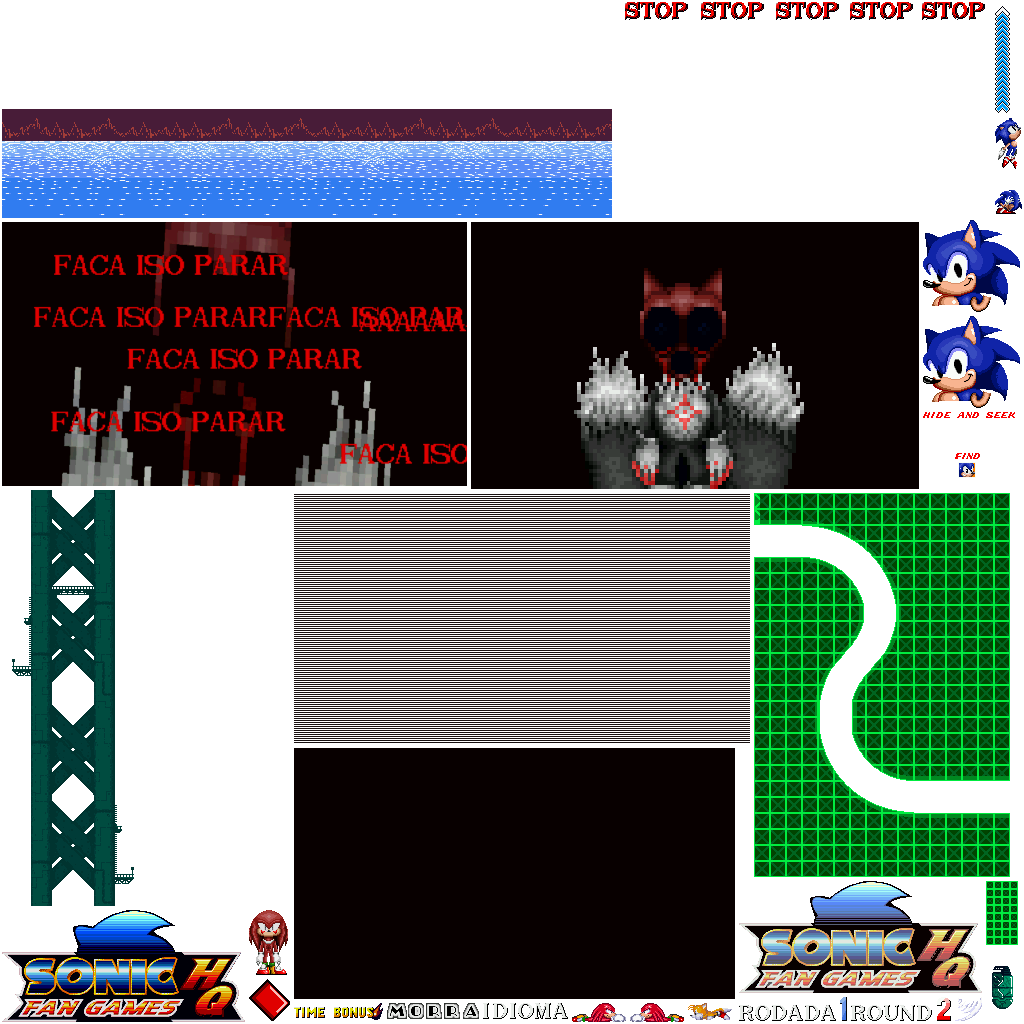 STOP STOP STOP STOP STOP
FACA ISO PARAR
FACA ISO PARARFACA ISO PAR
AAAAAA
FACA ISO PARAR
FACA ISO PARAR
FACA ISO
HIDE AND SEEK
FIND
SONIC HQ
FAN GAMES
SONIC HQ
FAN GAMES
TIME BONUS
MORRA
IDIOMA
RODADA 1
ROUND 2